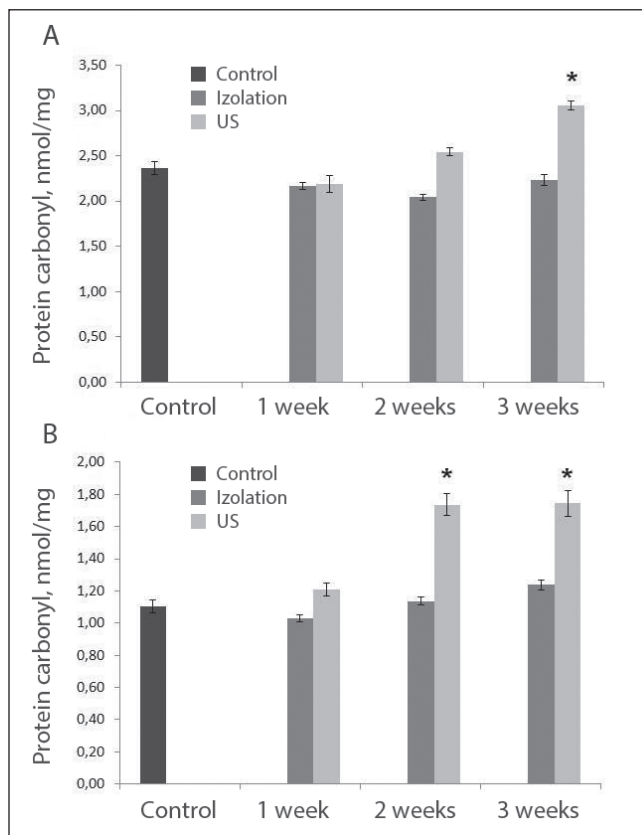 A
Protein carbonyl, nmol/mg
3,50
3,00
2,50
2,00
1,50
1,00
0,50
0,00
Control
Izolation
US
*
Control 1 week 2 weeks 3 weeks
B
Protein carbonyl, nmol/mg
2,00
1,80
1,60
1,40
1,20
1,00
0,80
0,60
0,40
0,20
0,00
Control
Izolation
US
* *
Control 1 week 2 weeks 3 weeks